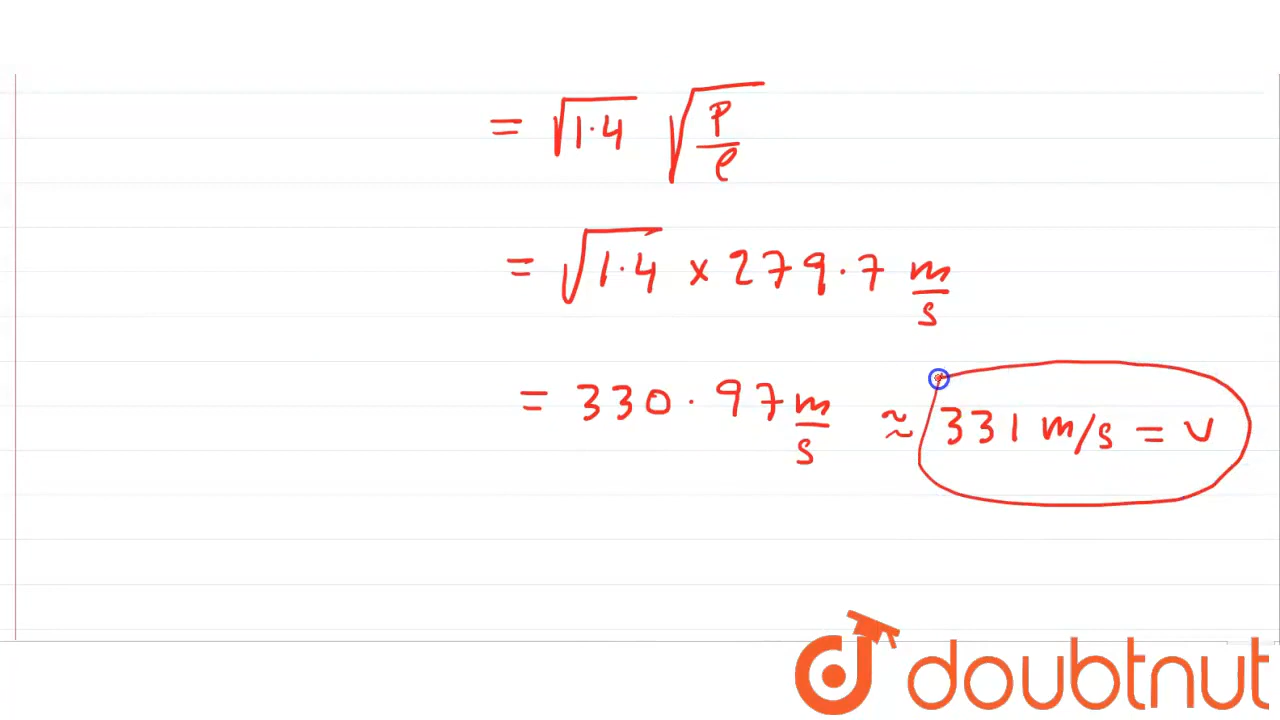 = √1.4 √P/ρ
= √1.4 × 279.7 m/s
= 330.97 m/s ≈ 331 m/s = v
doubtnut